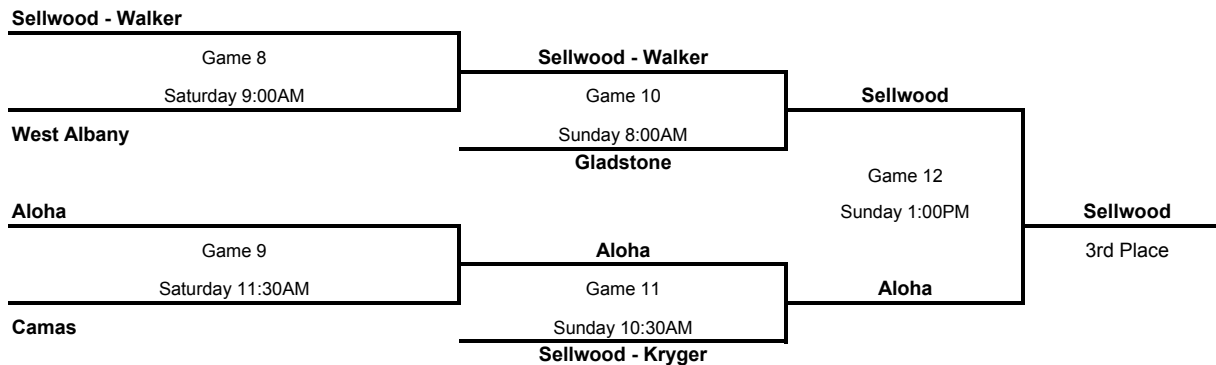 Sellwood - Walker
Game 8
Sellwood - Walker
Saturday 9:00AM
Game 10
Sellwood
West Albany
Sunday 8:00AM
Gladstone
Game 12
Aloha
Sunday 1:00PM
Sellwood
Game 9
Aloha
3rd Place
Saturday 11:30AM
Game 11
Aloha
Camas
Sunday 10:30AM
Sellwood - Kryger